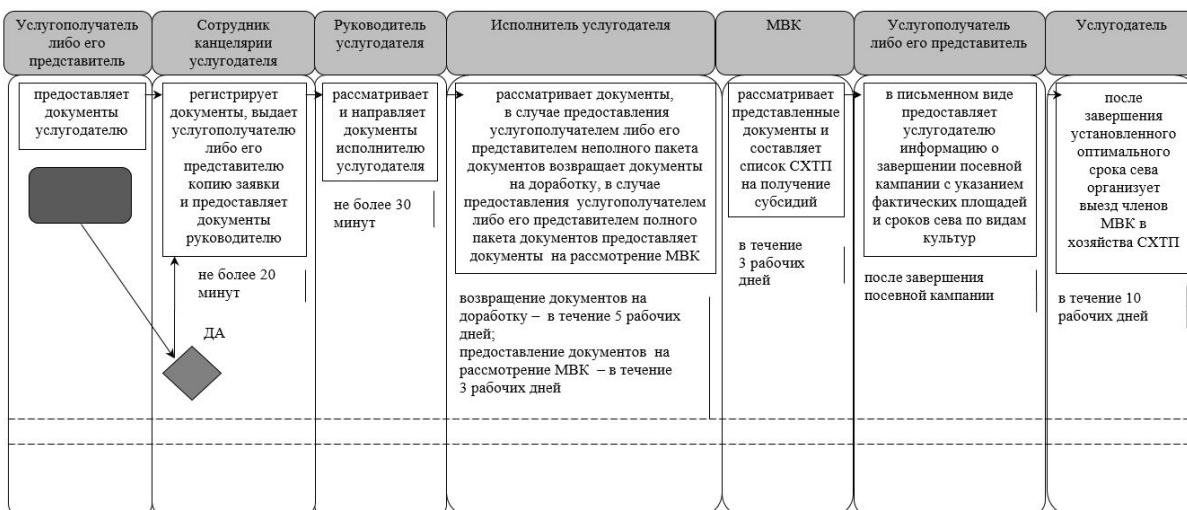 Услугополучатель
либо его
представитель
Сотрудник
канцелярии
услугодателя
Руководитель
услугодателя
Исполнитель услугодателя
МВК
Услугополучатель
либо его представитель
Услугодатель
предоставляет
документы
услугодателю
регистрирует
документы, выдает
услугополучателю
либо его
представителю
копию заявки
и предоставляет
документы
руководителю
не более 20
минут
ДА
рассматривает
и направляет
документы
исполнителю
услугодателя
не более 30
минут
рассматривает документы,
в случае предоставления
услугополучателем либо его
представителем неполного пакета
документов возвращает документы
на доработку, в случае
предоставления услугополучателем
либо его представителем полного
пакета документов предоставляет
документы на рассмотрение МВК
возвращение документов на
доработку – в течение 5 рабочих
дней;
предоставление документов на
рассмотрение МВК – в течение
3 рабочих дней
рассматривает
представленные
документы и
составляет
список СХТП
на получение
субсидий
в течение
3 рабочих
дней
в письменном виде
предоставляет
услугодателю
информацию о
завершении посевной
кампании с указанием
фактических площадей
и сроков сева по видам
культур
после завершения
посевной кампании
после
завершения
установленного
оптимального
срока сева
организует
выезд членов
МВК в
хозяйства СХТП
в течение 10
рабочих дней